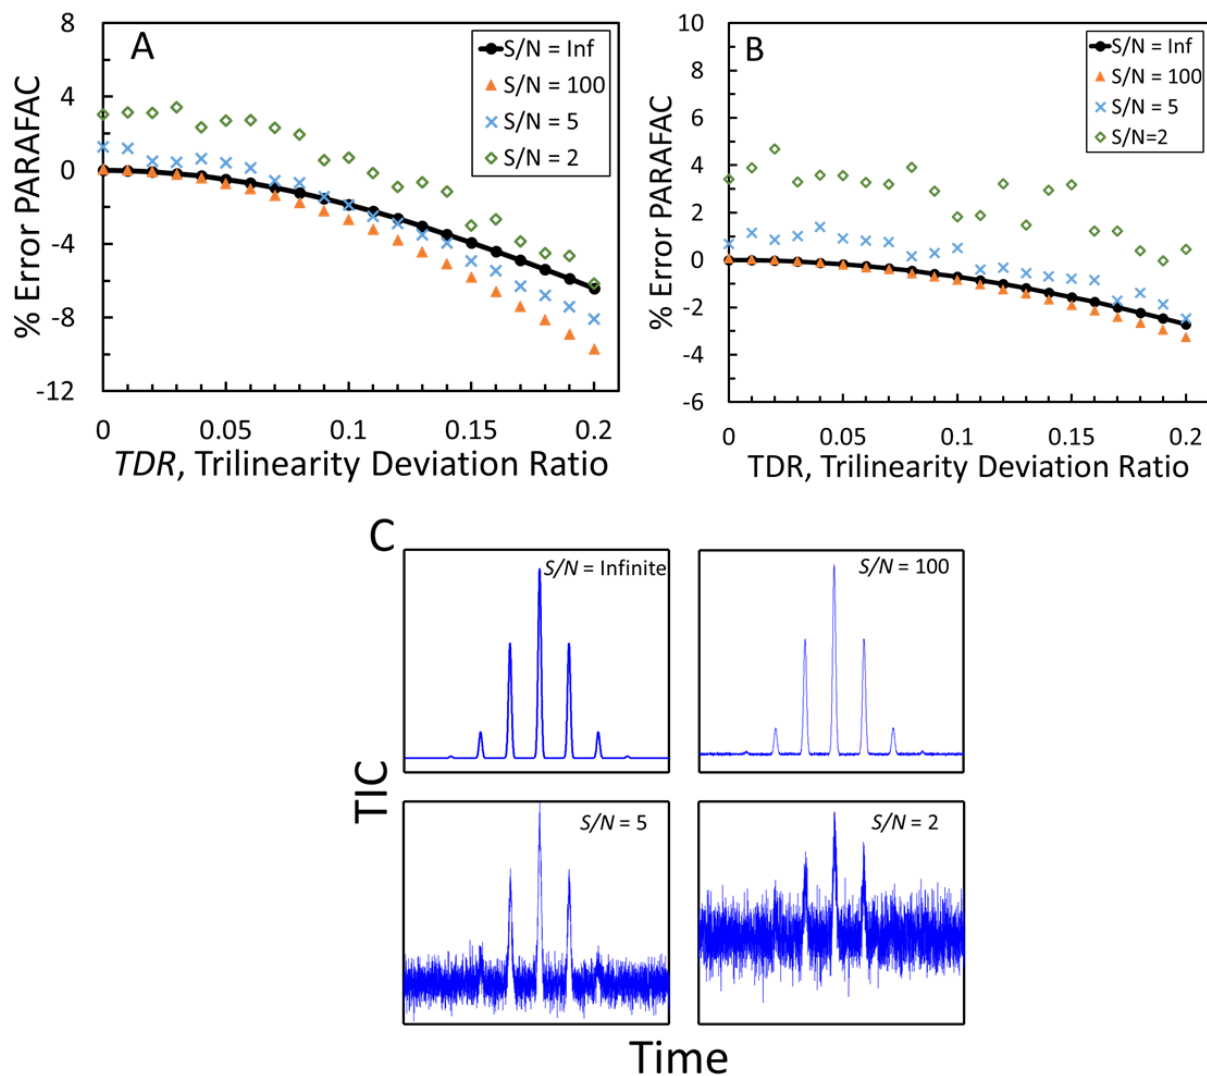 A
8
4
0
-4
-8
-12
% Error PARAFAC
S/N = Inf
S/N = 100
S/N = 5
S/N = 2
0 0.05 0.1 0.15 0.2
TDR, Trilinearity Deviation Ratio
B
10
8
6
4
2
0
-2
-4
-6
% Error PARAFAC
S/N = Inf
S/N = 100
S/N = 5
S/N=2
0 0.05 0.1 0.15 0.2
TDR, Trilinearity Deviation Ratio
C
S/N = Infinite
S/N = 100
S/N = 5
S/N = 2
TIC
Time